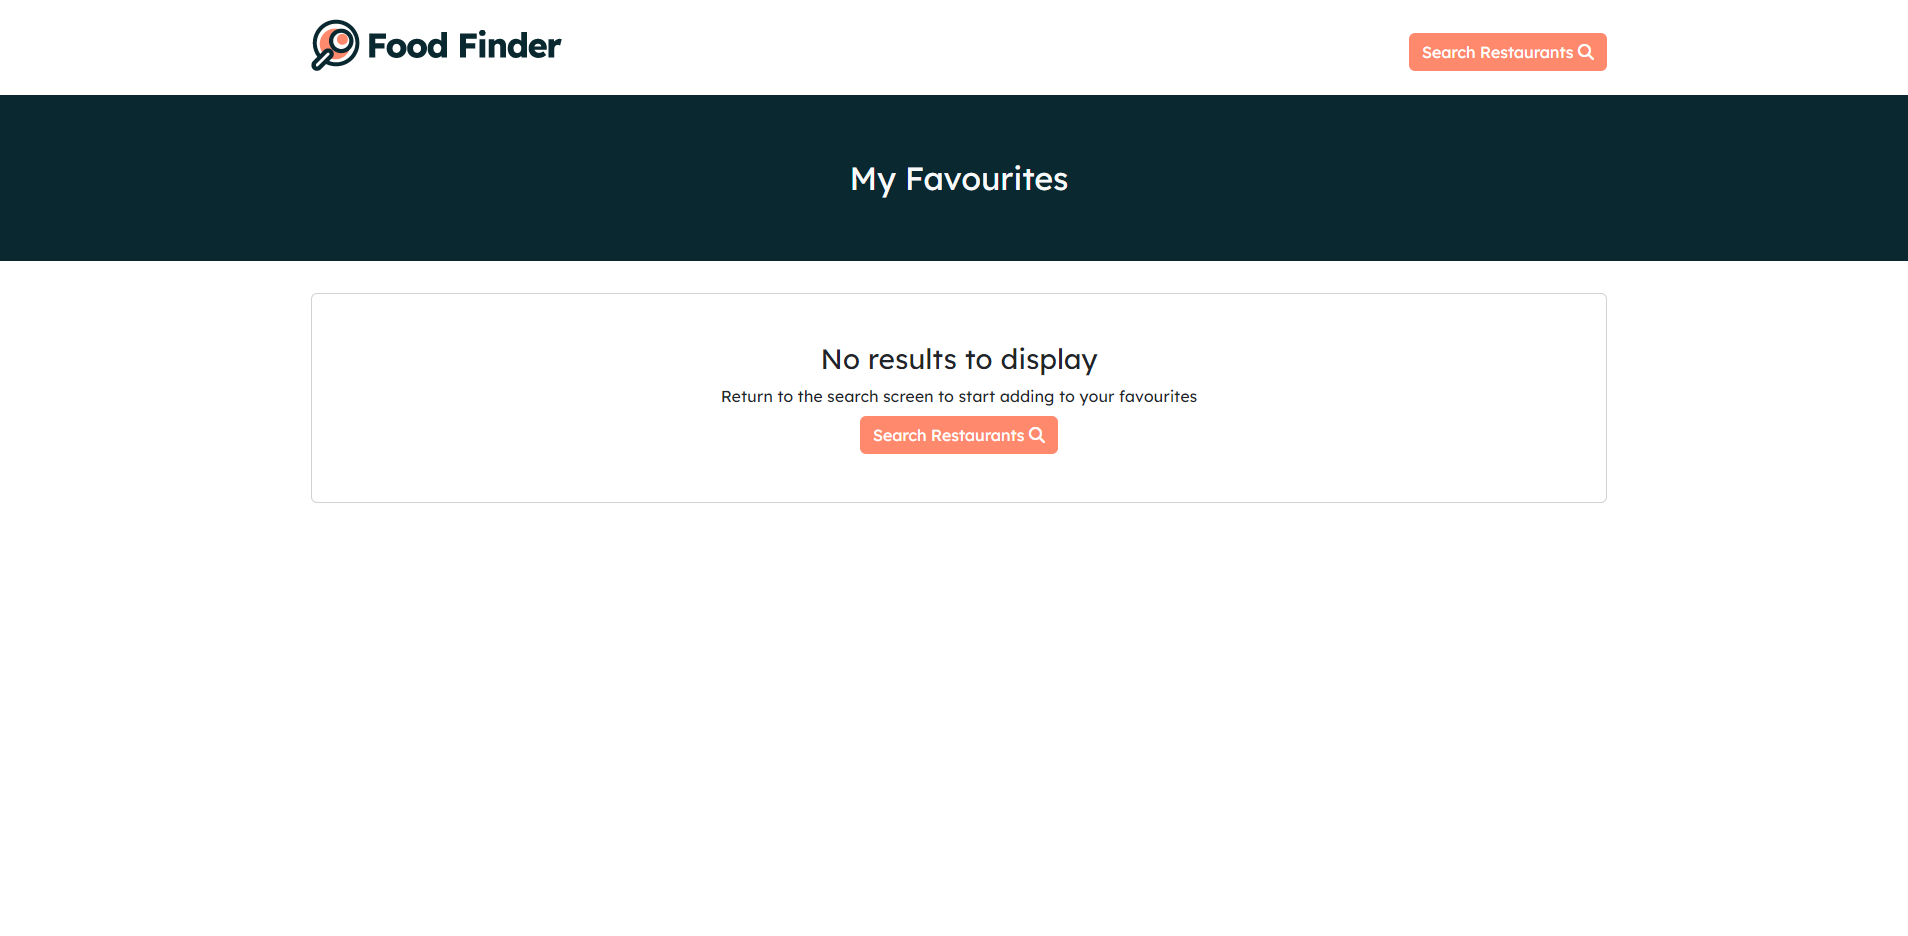 Food Finder
Search Restaurants
My Favourites
No results to display
Return to the search screen to start adding to your favourites
Search Restaurants